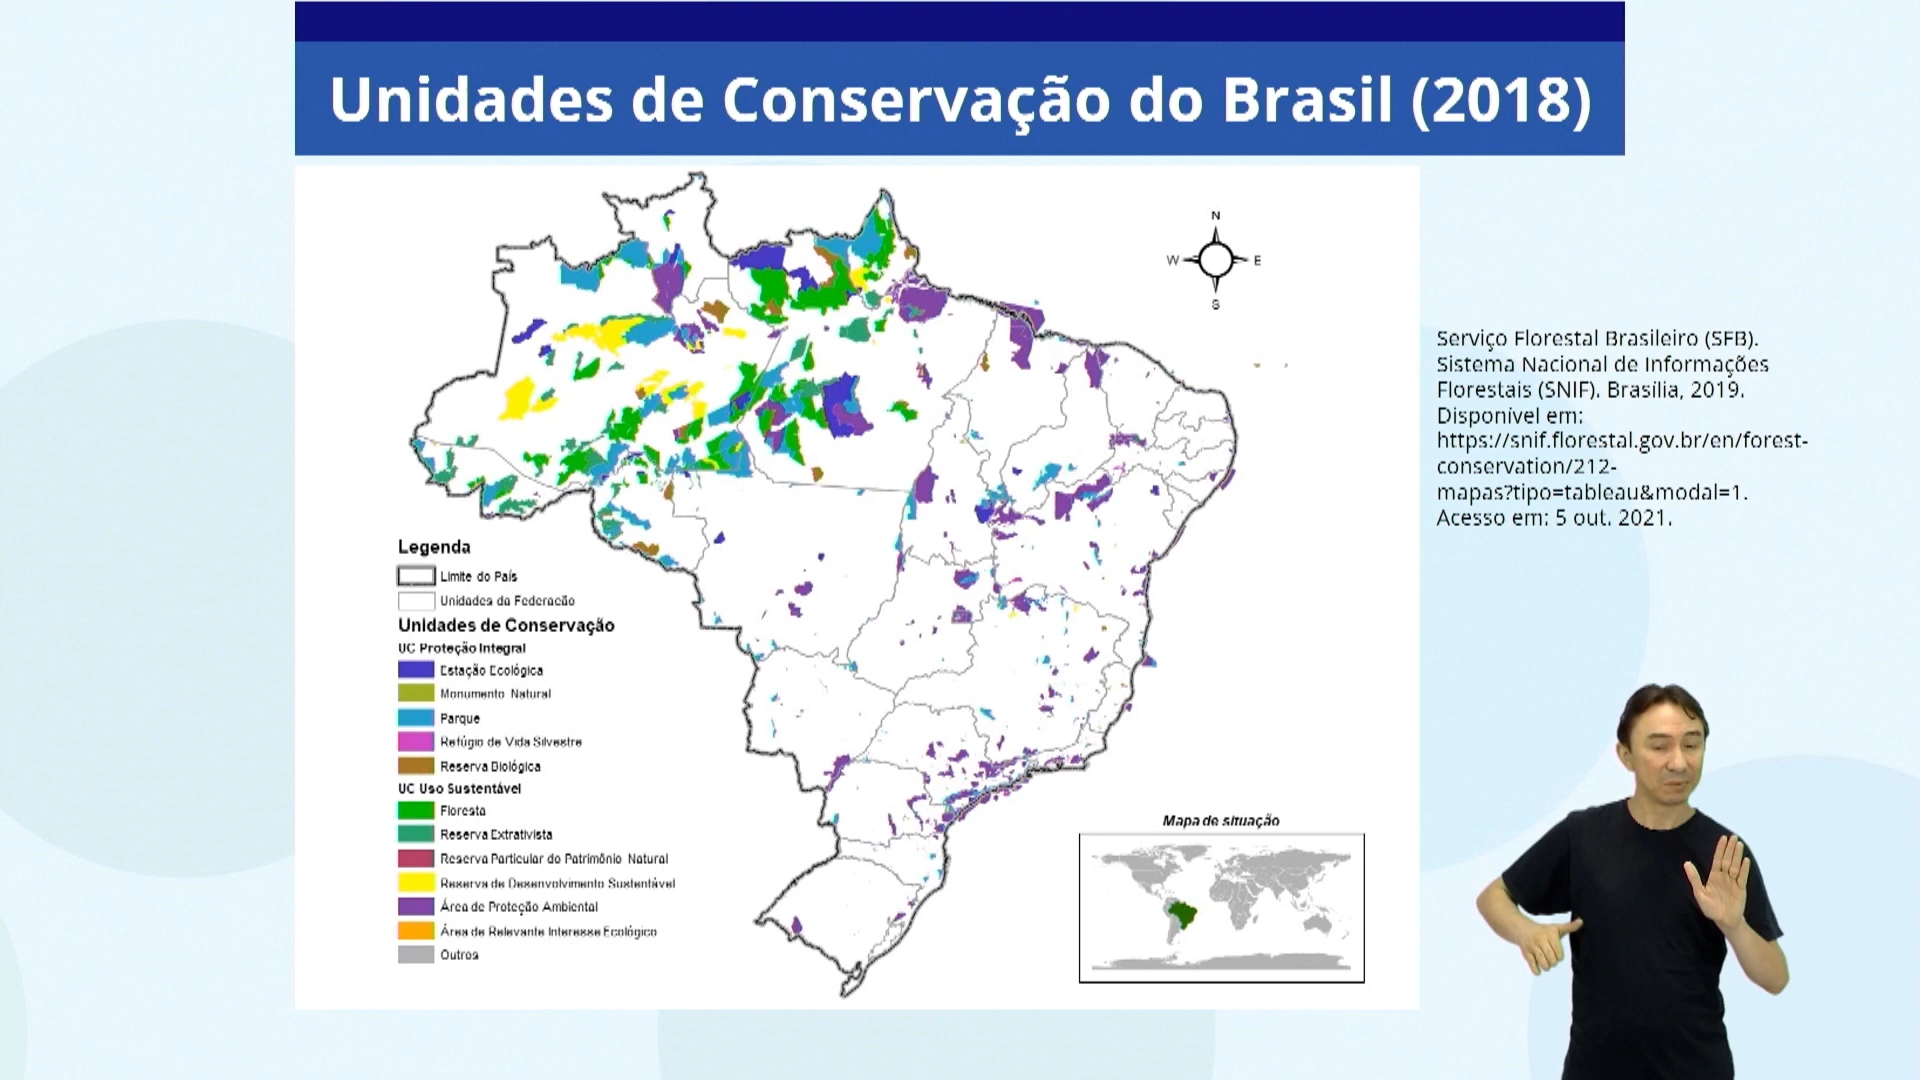 Unidades de Conservação do Brasil (2018)
N
W
E
S
Serviço Florestal Brasileiro (SFB).
Sistema Nacional de Informações
Florestais (SNIF). Brasília, 2019.
Disponível em:
https://snif.florestal.gov.br/en/forest-
conservation/212-
mapas?tipo=tableau&modal=1.
Acesso em: 5 out. 2021.
Legenda
Limite do País
Unidades da Federação
Unidades de Conservação
UC Proteção Integral
Estação Ecológica
Monumento Natural
Parque
Refúgio de Vida Silvestre
Reserva Biológica
UC Uso Sustentável
Floresta
Reserva Extrativista
Reserva Particular do Patrimônio Natural
Reserva de Desenvolvimento Sustentável
Área de Proteção Ambiental
Área de Relevante Interesse Ecológico
Outros
Mapa de situação